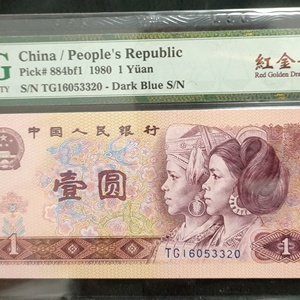 G
China / People's Republic
Pick# 884bf1 1980 1 Yüan
S/N TG16053320 - Dark Blue S/N
紅金
Red Golden Dra
中国人民银行
壹圆
TG16053320
1
1